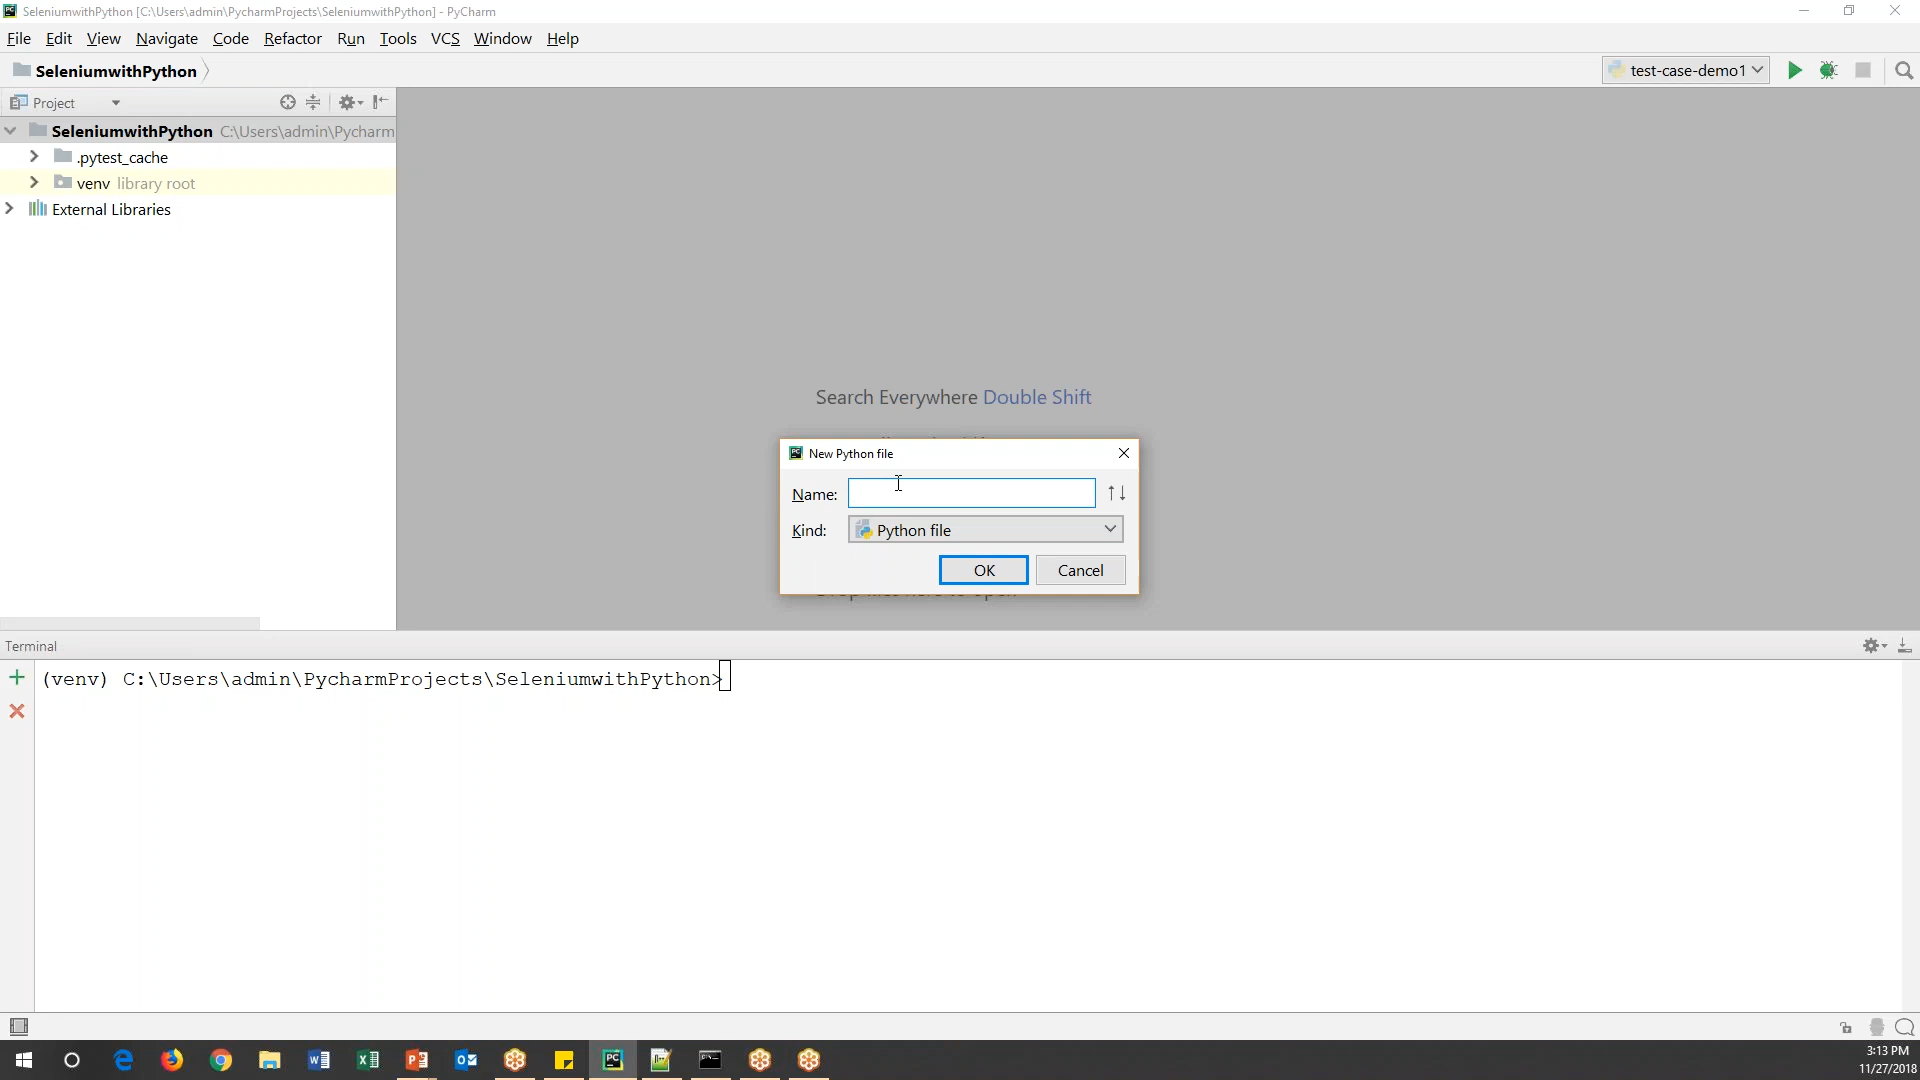 SeleniumwithPython [C:\Users\admin\PycharmProjects\SeleniumwithPython] - PyCharm
File Edit View Navigate Code Refactor Run Tools VCS Window Help
SeleniumwithPython
test-case-demo1
Project
SeleniumwithPython C:\Users\admin\Pycharm
.pytest_cache
venv library root
External Libraries
Search Everywhere Double Shift
New Python file
Name:
Kind: Python file
OK Cancel
Terminal
(venv) C:\Users\admin\PycharmProjects\SeleniumwithPython>
3:13 PM
11/27/2018